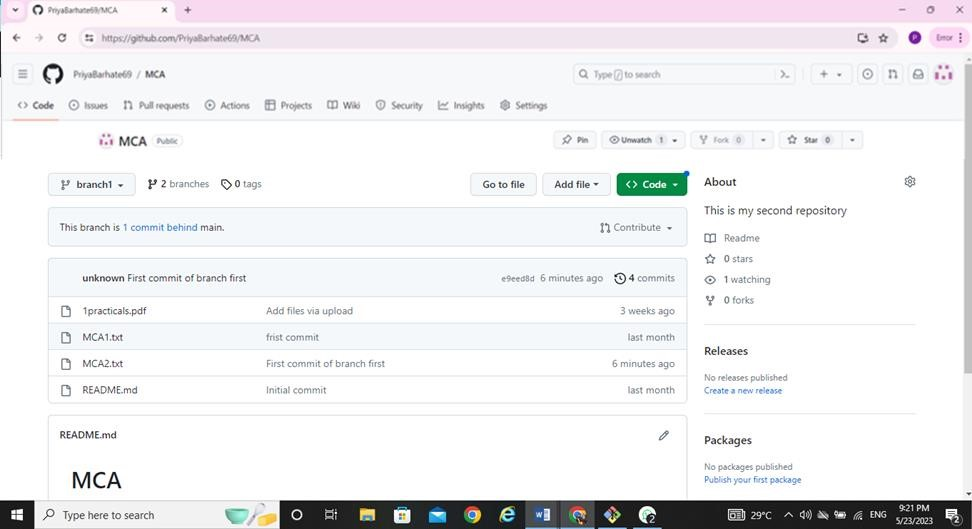 PriyaBarhate69/MCA
https://github.com/PriyaBarhate69/MCA
P Error
PriyaBarhate69 / MCA
Type / to search
Code Issues Pull requests Actions Projects Wiki Security Insights Settings
MCA Public
Pin Unwatch 1 Fork 0 Star 0
branch1 2 branches 0 tags Go to file Add file Code
This branch is 1 commit behind main. Contribute
unknown First commit of branch first e9eed8d 6 minutes ago 4 commits
1practicals.pdf Add files via upload 3 weeks ago
MCA1.txt frist commit last month
MCA2.txt First commit of branch first 6 minutes ago
README.md Initial commit last month
README.md
MCA
About
This is my second repository
Readme
0 stars
1 watching
0 forks
Releases
No releases published
Create a new release
Packages
No packages published
Publish your first package
Type here to search
29°C ENG 9:21 PM
5/23/2023
2
2